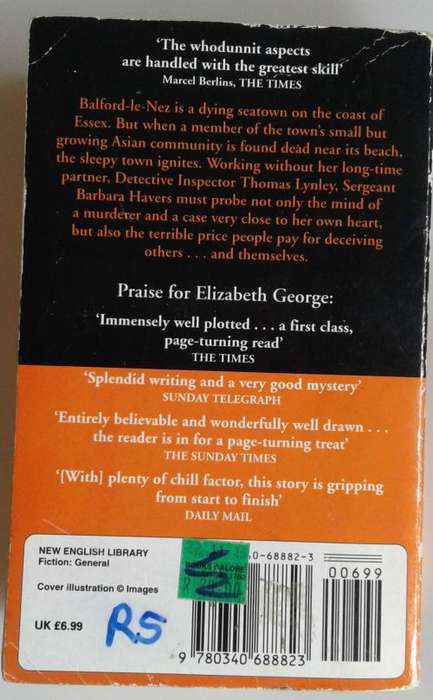 ‘The whodunnit aspects
are handled with the greatest skill’
Marcel Berlins, THE TIMES
Balford-le-Nez is a dying seatown on the coast of
Essex. But when a member of the town's small but
growing Asian community is found dead near its beach,
the sleepy town ignites. Working without her long-time
partner, Detective Inspector Thomas Lynley, Sergeant
Barbara Havers must probe not only the mind of
a murderer and a case very close to her own heart,
but also the terrible price people pay for deceiving
others . . . and themselves.
Praise for Elizabeth George:
‘Immensely well plotted . . . a first class,
page-turning read’
THE TIMES
‘Splendid writing and a very good mystery’
SUNDAY TELEGRAPH
‘Entirely believable and wonderfully well drawn . . .
the reader is in for a page-turning treat’
THE SUNDAY TIMES
‘[With] plenty of chill factor, this story is gripping
from start to finish’
DAILY MAIL
NEW ENGLISH LIBRARY
Fiction: General
Cover illustration © Images
UK £6.99
R5
BOOKS GALORE
0-68882-3
00699
9 780340 688823